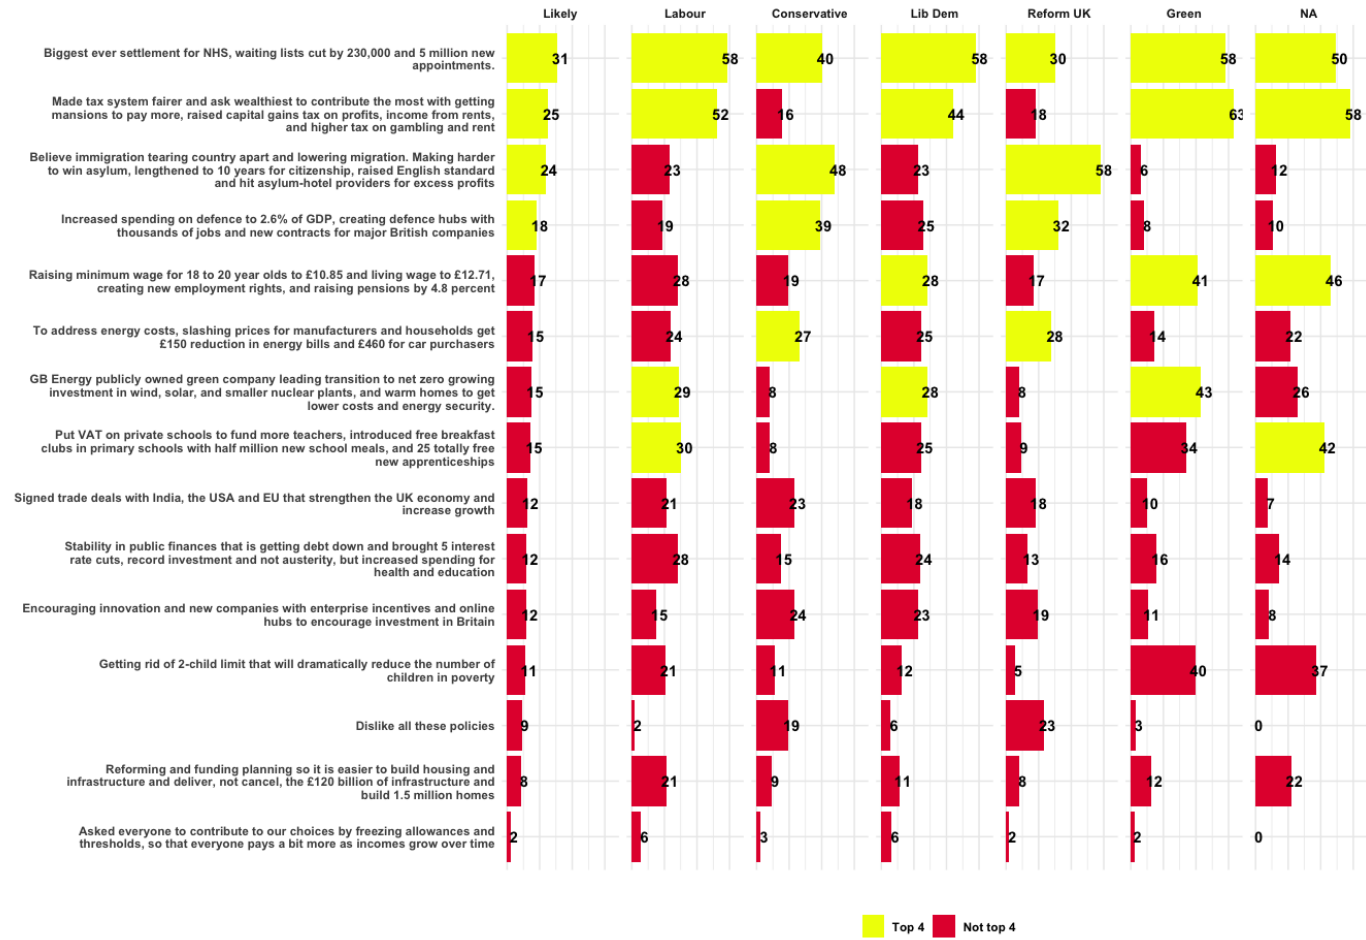 Likely Labour Conservative Lib Dem Reform UK Green NA
Biggest ever settlement for NHS, waiting lists cut by 230,000 and 5 million new
appointments.
31 58 40 58 30 58 50
Made tax system fairer and ask wealthiest to contribute the most with getting
mansions to pay more, raised capital gains tax on profits, income from rents,
and higher tax on gambling and rent
25 52 16 44 18 63 58
Believe immigration tearing country apart and lowering migration. Making harder
to win asylum, lengthened to 10 years for citizenship, raised English standard
and hit asylum-hotel providers for excess profits
24 23 48 23 58 6 12
Increased spending on defence to 2.6% of GDP, creating defence hubs with
thousands of jobs and new contracts for major British companies
18 19 39 25 32 8 10
Raising minimum wage for 18 to 20 year olds to £10.85 and living wage to £12.71,
creating new employment rights, and raising pensions by 4.8 percent
17 28 19 28 17 41 46
To address energy costs, slashing prices for manufacturers and households get
£150 reduction in energy bills and £460 for car purchasers
15 24 27 25 28 14 22
GB Energy publicly owned green company leading transition to net zero growing
investment in wind, solar, and smaller nuclear plants, and warm homes to get
lower costs and energy security.
15 29 8 28 8 43 26
Put VAT on private schools to fund more teachers, introduced free breakfast
clubs in primary schools with half million new school meals, and 25 totally free
new apprenticeships
15 30 8 25 9 34 42
Signed trade deals with India, the USA and EU that strengthen the UK economy and
increase growth
12 21 23 18 18 10 7
Stability in public finances that is getting debt down and brought 5 interest
rate cuts, record investment and not austerity, but increased spending for
health and education
12 28 15 24 13 16 14
Encouraging innovation and new companies with enterprise incentives and online
hubs to encourage investment in Britain
12 15 24 23 19 11 8
Getting rid of 2-child limit that will dramatically reduce the number of
children in poverty
11 21 11 12 5 40 37
Dislike all these policies
9 2 19 6 23 3 0
Reforming and funding planning so it is easier to build housing and
infrastructure and deliver, not cancel, the £120 billion of infrastructure and
build 1.5 million homes
8 21 9 11 8 12 22
Asked everyone to contribute to our choices by freezing allowances and
thresholds, so that everyone pays a bit more as incomes grow over time
2 6 3 6 2 2 0
Top 4 Not top 4